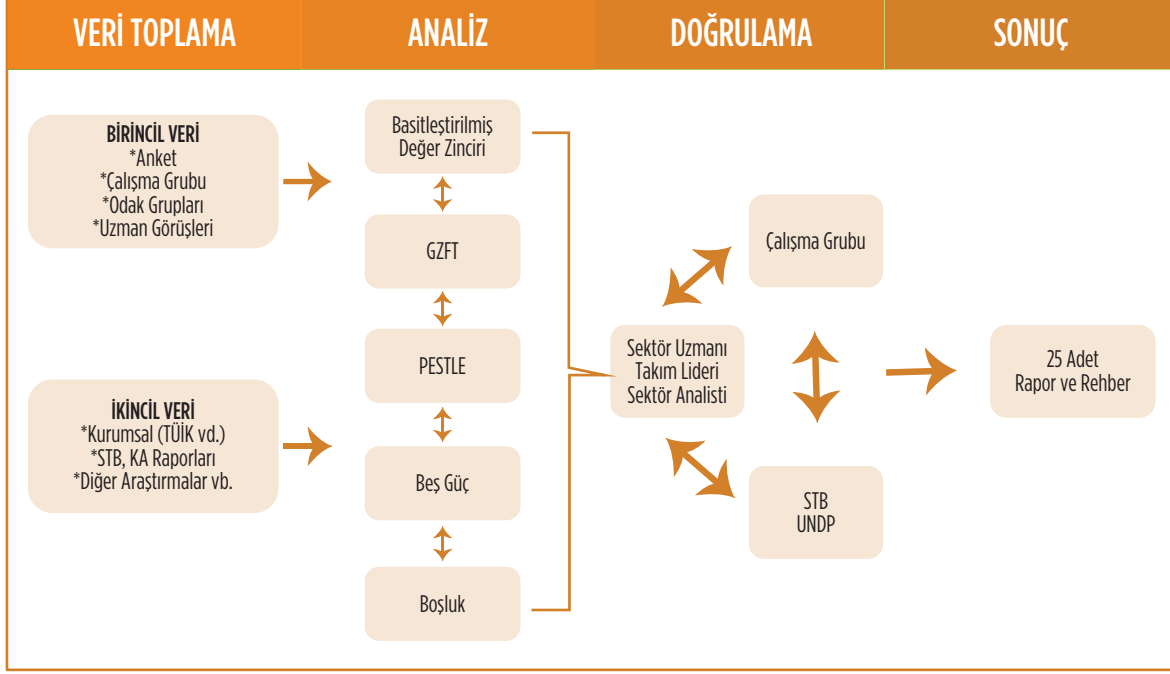 VERİ TOPLAMA
ANALİZ
DOĞRULAMA
SONUÇ
BİRİNCİL VERİ
*Anket
*Çalışma Grubu
*Odak Grupları
*Uzman Görüşleri
İKİNCİL VERİ
*Kurumsal (TÜİK vd.)
*STB, KA Raporları
*Diğer Araştırmalar vb.
Basitleştirilmiş
Değer Zinciri
GZFT
PESTLE
Beş Güç
Boşluk
Sektör Uzmanı
Takım Lideri
Sektör Analisti
Çalışma Grubu
STB
UNDP
25 Adet
Rapor ve Rehber